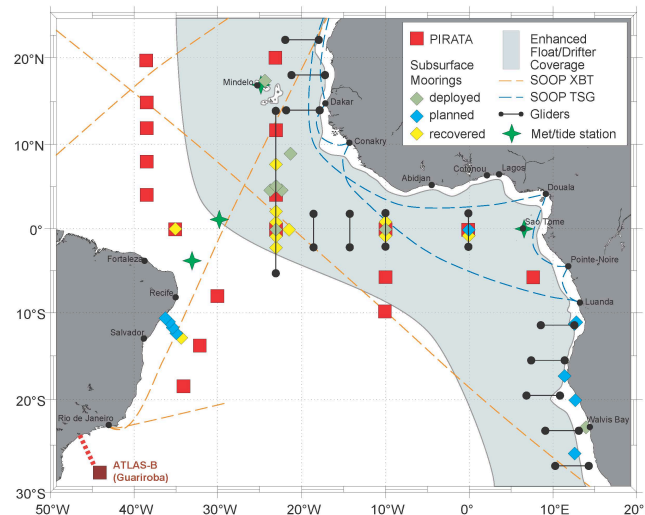 PIRATA
Subsurface
Moorings
deployed
planned
recovered
Enhanced
Float/Drifter
Coverage
SOOP XBT
SOOP TSG
Gliders
Met/tide station
20°N
10°N
0°
10°S
20°S
30°S
Mindelo
Dakar
Conakry
Abidjan
Cotonou
Lagos
Douala
Sao Tome
Pointe-Noire
Luanda
Walvis Bay
Fortaleza
Recife
Salvador
Rio de Janeiro
ATLAS-B
(Guariroba)
50°W
40°W
30°W
20°W
10°W
0°
10°E
20°